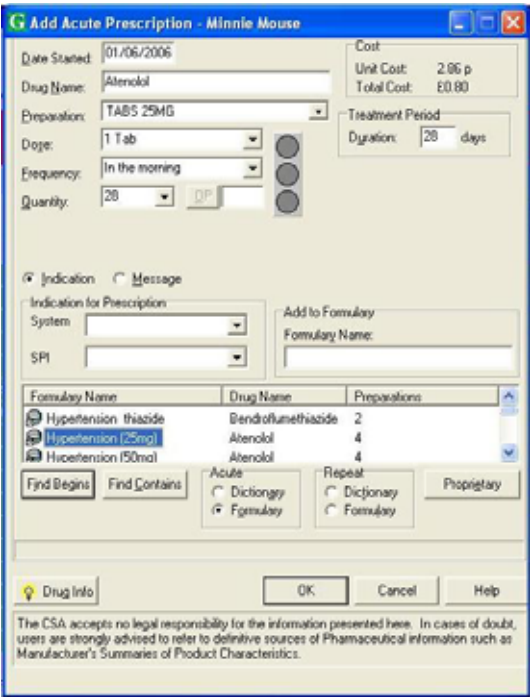 G Add Acute Prescription - Minnie Mouse
Date Started: 01/06/2006
Drug Name: Atenolol
Preparation: TABS 25MG
Dose: 1 Tab
Frequency: In the morning
Quantity: 28 OP
Cost
Unit Cost: 2.86 p
Total Cost: £0.80
Treatment Period
Duration: 28 days
Indication Message
Indication for Prescription
System
SPI
Add to Formulary
Formulary Name:
Formulary Name Drug Name Preparations
Hypertension thiazide Bendroflumethiazide 2
Hypertension (25mg) Atenolol 4
Hypertension (50mg) Atenolol 4
Find Begins Find Contains
Acute
Dictionary
Formulary
Repeat
Dictionary
Formulary
Proprietary
Drug Info OK Cancel Help
The CSA accepts no legal responsibility for the information presented here. In cases of doubt,
users are strongly advised to refer to definitive sources of Pharmaceutical information such as
Manufacturer's Summaries of Product Characteristics.